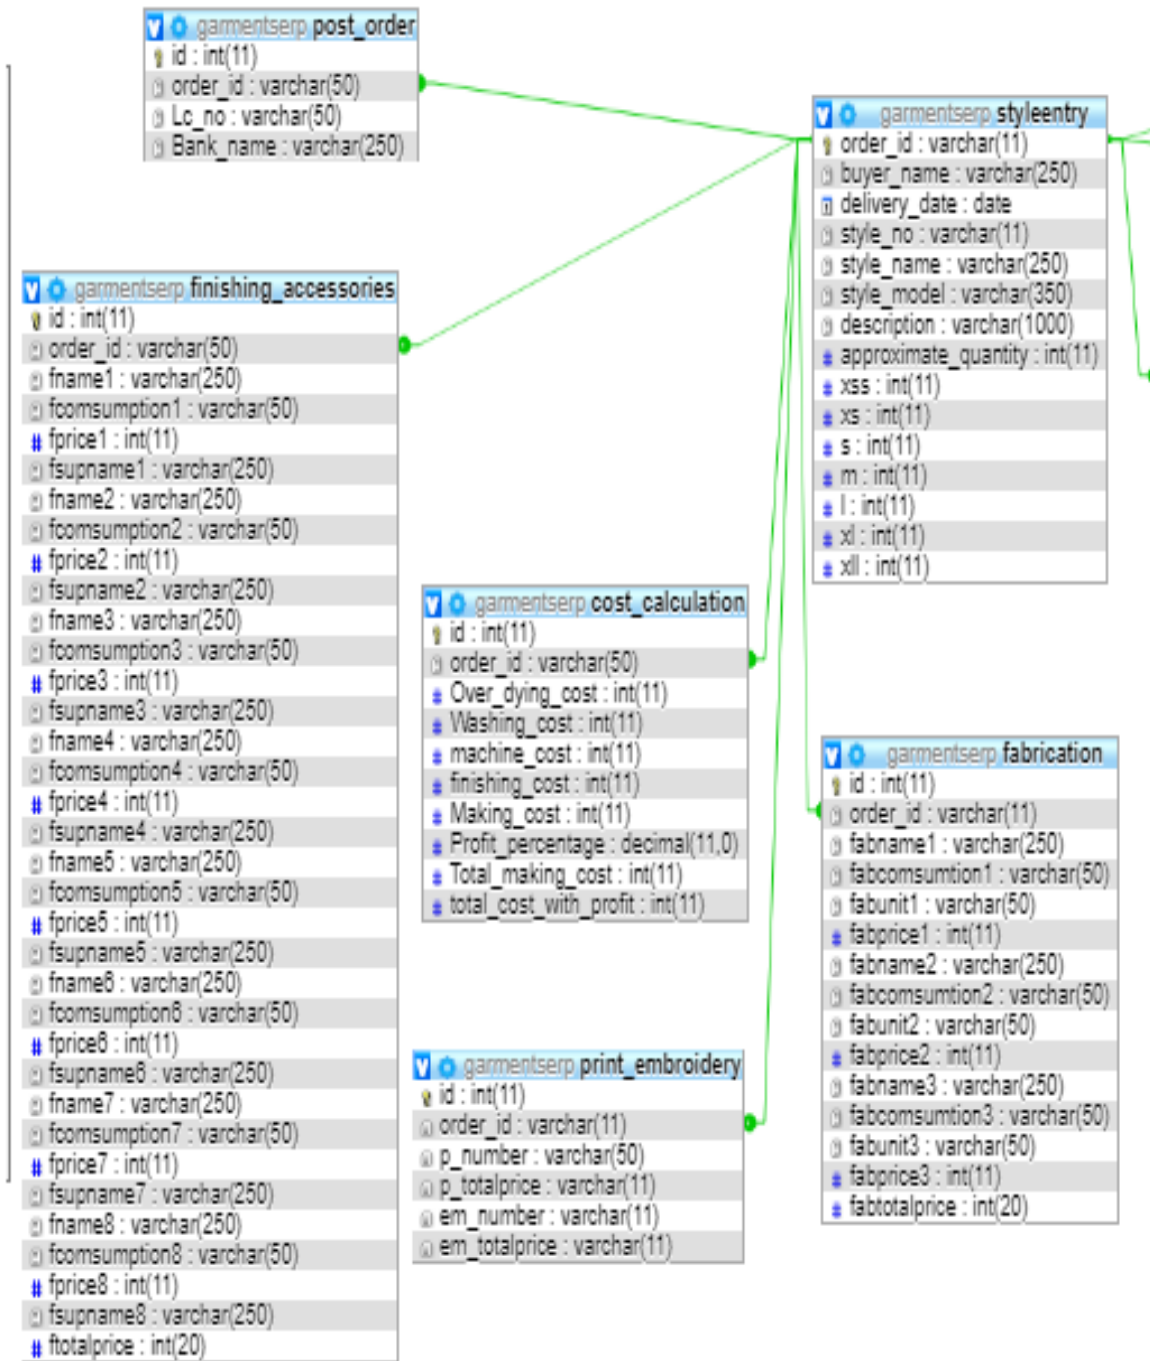 garmentserp post_order
id : int(11)
order_id : varchar(50)
Lc_no : varchar(50)
Bank_name : varchar(250)
garmentserp styleentry
order_id : varchar(11)
buyer_name : varchar(250)
delivery_date : date
style_no : varchar(11)
style_name : varchar(250)
style_model : varchar(350)
description : varchar(1000)
approximate_quantity : int(11)
xss : int(11)
xs : int(11)
s : int(11)
m : int(11)
l : int(11)
xl : int(11)
xll : int(11)
garmentserp finishing_accessories
id : int(11)
order_id : varchar(50)
fname1 : varchar(250)
fcomsumption1 : varchar(50)
fprice1 : int(11)
fsupname1 : varchar(250)
fname2 : varchar(250)
fcomsumption2 : varchar(50)
fprice2 : int(11)
fsupname2 : varchar(250)
fname3 : varchar(250)
fcomsumption3 : varchar(50)
fprice3 : int(11)
fsupname3 : varchar(250)
fname4 : varchar(250)
fcomsumption4 : varchar(50)
fprice4 : int(11)
fsupname4 : varchar(250)
fname5 : varchar(250)
fcomsumption5 : varchar(50)
fprice5 : int(11)
fsupname5 : varchar(250)
fname6 : varchar(250)
fcomsumption6 : varchar(50)
fprice6 : int(11)
fsupname6 : varchar(250)
fname7 : varchar(250)
fcomsumption7 : varchar(50)
fprice7 : int(11)
fsupname7 : varchar(250)
fname8 : varchar(250)
fcomsumption8 : varchar(50)
fprice8 : int(11)
fsupname8 : varchar(250)
ftotalprice : int(20)
garmentserp cost_calculation
id : int(11)
order_id : varchar(50)
Over_dying_cost : int(11)
Washing_cost : int(11)
machine_cost : int(11)
finishing_cost : int(11)
Making_cost : int(11)
Profit_percentage : decimal(11,0)
Total_making_cost : int(11)
total_cost_with_profit : int(11)
garmentserp fabrication
id : int(11)
order_id : varchar(11)
fabname1 : varchar(250)
fabcomsumtion1 : varchar(50)
fabunit1 : varchar(50)
fabprice1 : int(11)
fabname2 : varchar(250)
fabcomsumtion2 : varchar(50)
fabunit2 : varchar(50)
fabprice2 : int(11)
fabname3 : varchar(250)
fabcomsumtion3 : varchar(50)
fabunit3 : varchar(50)
fabprice3 : int(11)
fabtotalprice : int(20)
garmentserp print_embroidery
id : int(11)
order_id : varchar(11)
p_number : varchar(50)
p_totalprice : varchar(11)
em_number : varchar(11)
em_totalprice : varchar(11)